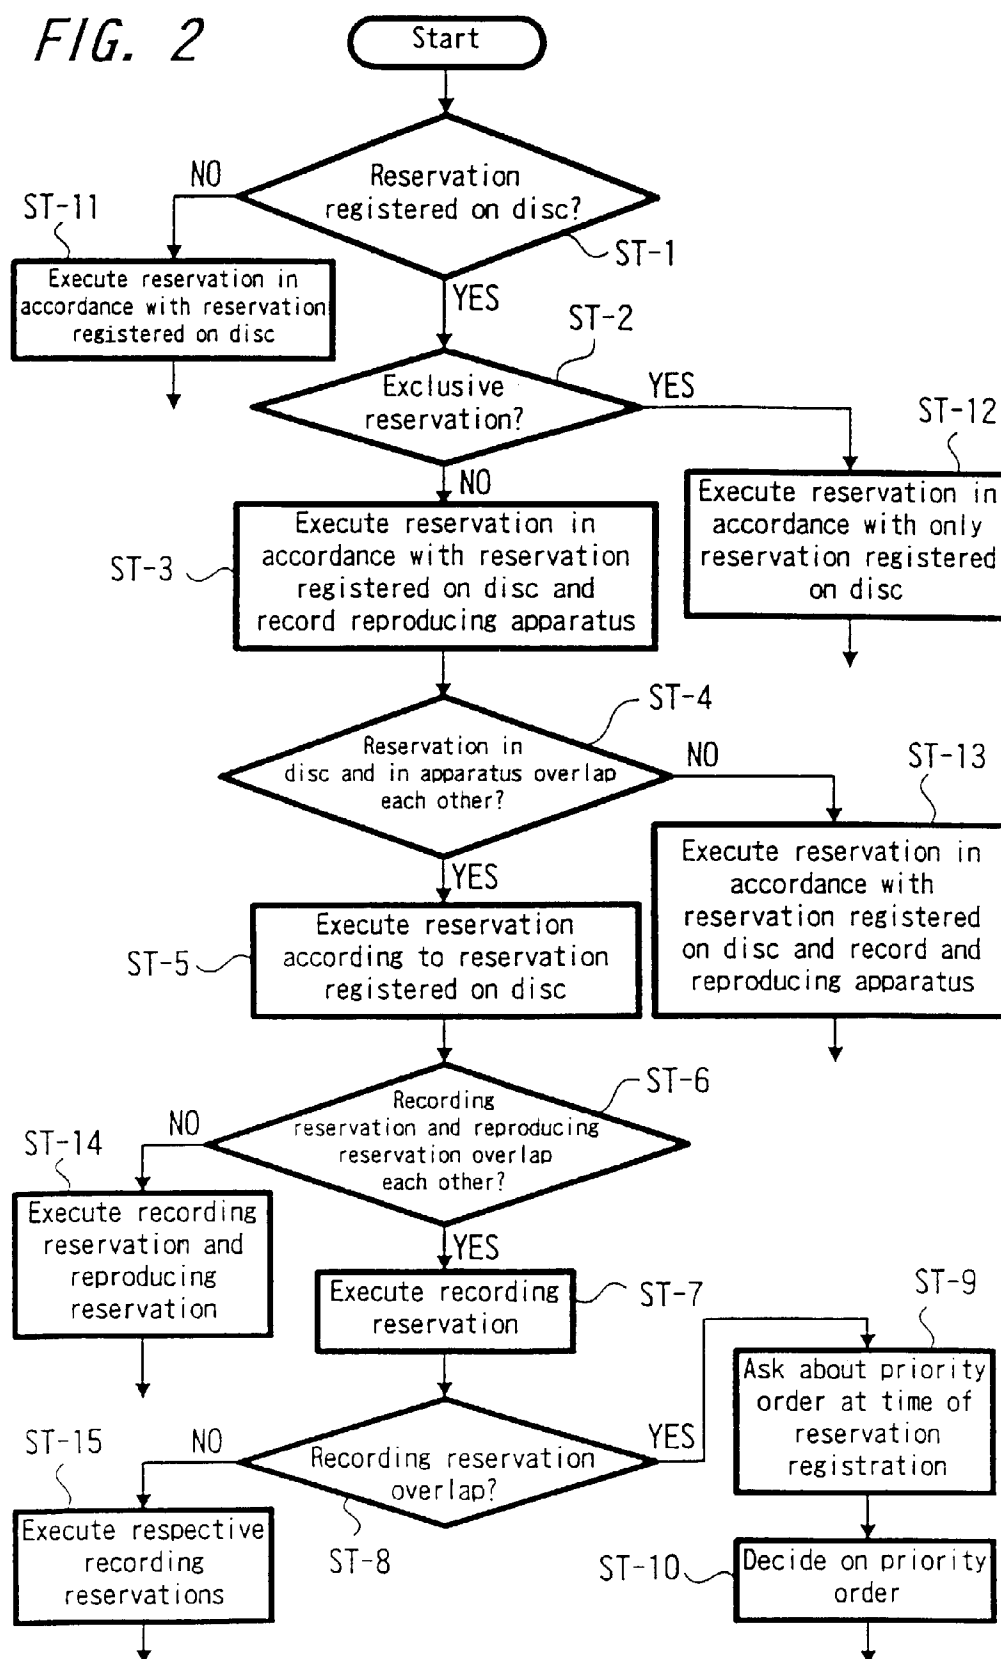 FIG. 2
Start
Reservation
registered on disc?
NO
ST-11
ST-1
Execute reservation in
accordance with reservation
registered on disc
YES
ST-2
Exclusive
reservation?
YES
ST-12
NO
Execute reservation in
accordance with only
reservation registered
on disc
ST-3
Execute reservation in
accordance with reservation
registered on disc and
record reproducing apparatus
ST-4
Reservation in
disc and in apparatus overlap
each other?
NO
ST-13
YES
Execute reservation in
accordance with
reservation registered
on disc and record and
reproducing apparatus
ST-5
Execute reservation
according to reservation
registered on disc
ST-6
Recording
reservation and reproducing
reservation overlap
each other?
NO
ST-14
Execute recording
reservation and
reproducing
reservation
YES
Execute recording
reservation
ST-7
ST-9
Ask about priority
order at time of
reservation
registration
ST-15
NO
Recording reservation
overlap?
YES
ST-8
Execute respective
recording
reservations
ST-10
Decide on priority
order